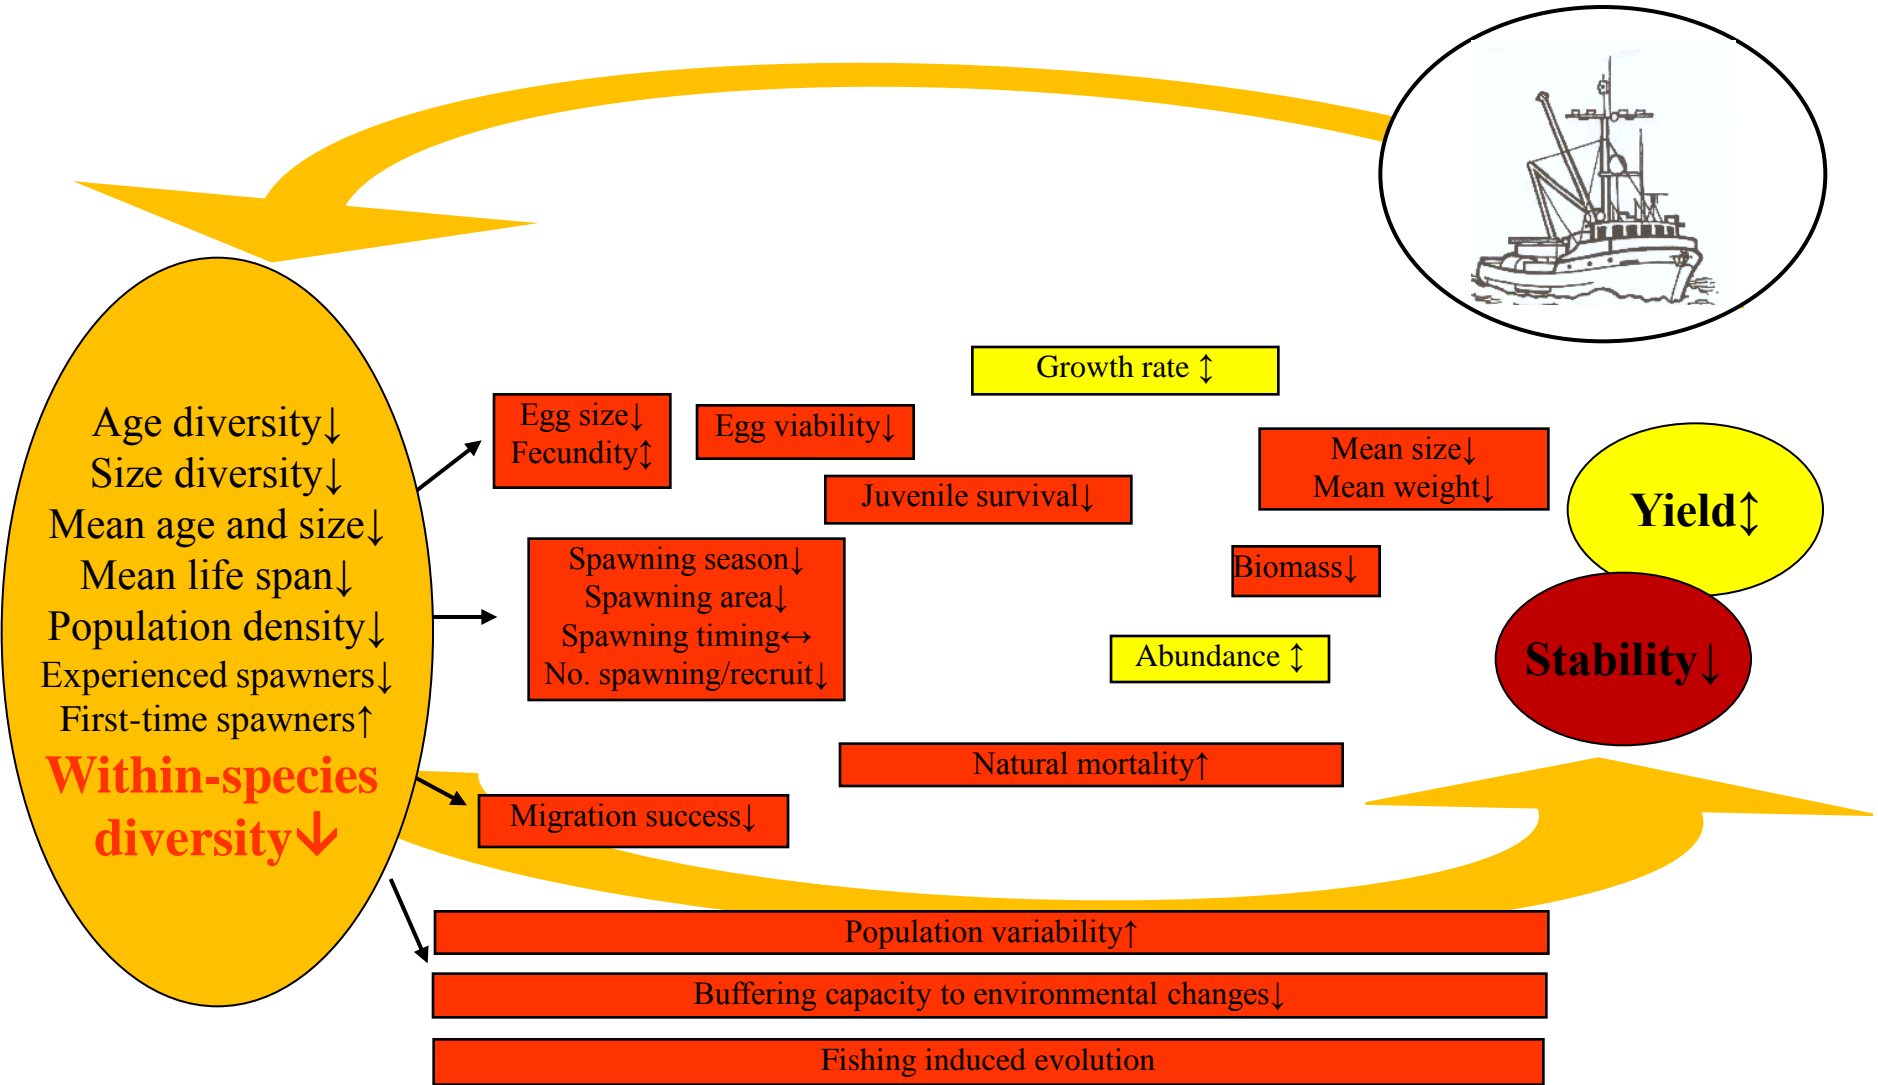 Age diversity↓
Size diversity↓
Mean age and size↓
Mean life span↓
Population density↓
Experienced spawners↓
First-time spawners↑
Within-species
diversity↓
Egg size↓
Fecundity↕
Egg viability↓
Growth rate ↕
Juvenile survival↓
Mean size↓
Mean weight↓
Spawning season↓
Spawning area↓
Spawning timing↔
No. spawning/recruit↓
Biomass↓
Abundance ↕
Yield↕
Stability↓
Natural mortality↑
Migration success↓
Population variability↑
Buffering capacity to environmental changes↓
Fishing induced evolution